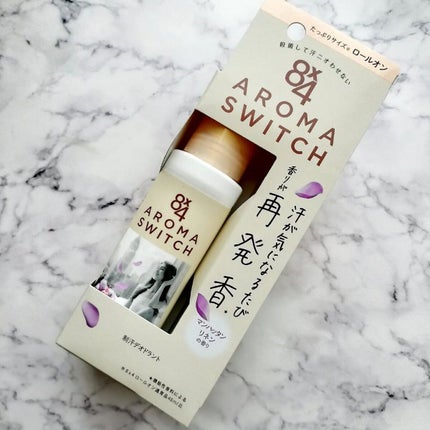 たっぷりサイズ* ロールオン
殺菌して汗ニオわせない
8x4
AROMA
SWITCH
汗が気になるたび
香りが
再発香.
マンハッタン
リネン
の香り
8x4
AROMA
SWITCH
制汗デオドラント